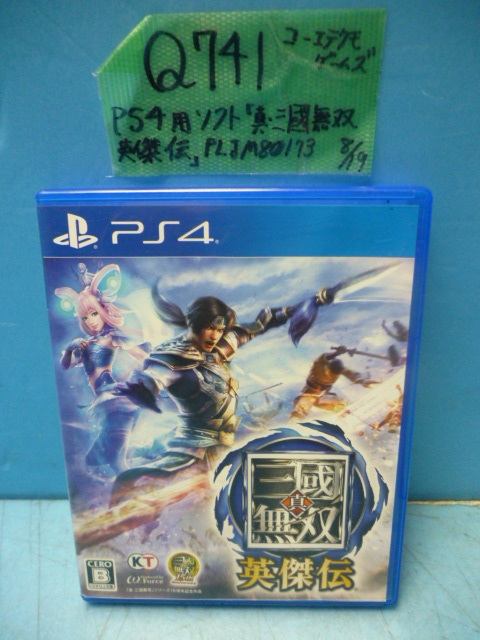 Q741
コーエーテクモ
ゲームズ
PS4用ソフト「真・三國無双
英傑伝」PLJM80173
8/19
PS4
真・三國無双
英傑伝
CERO
B
KT
ω-Force